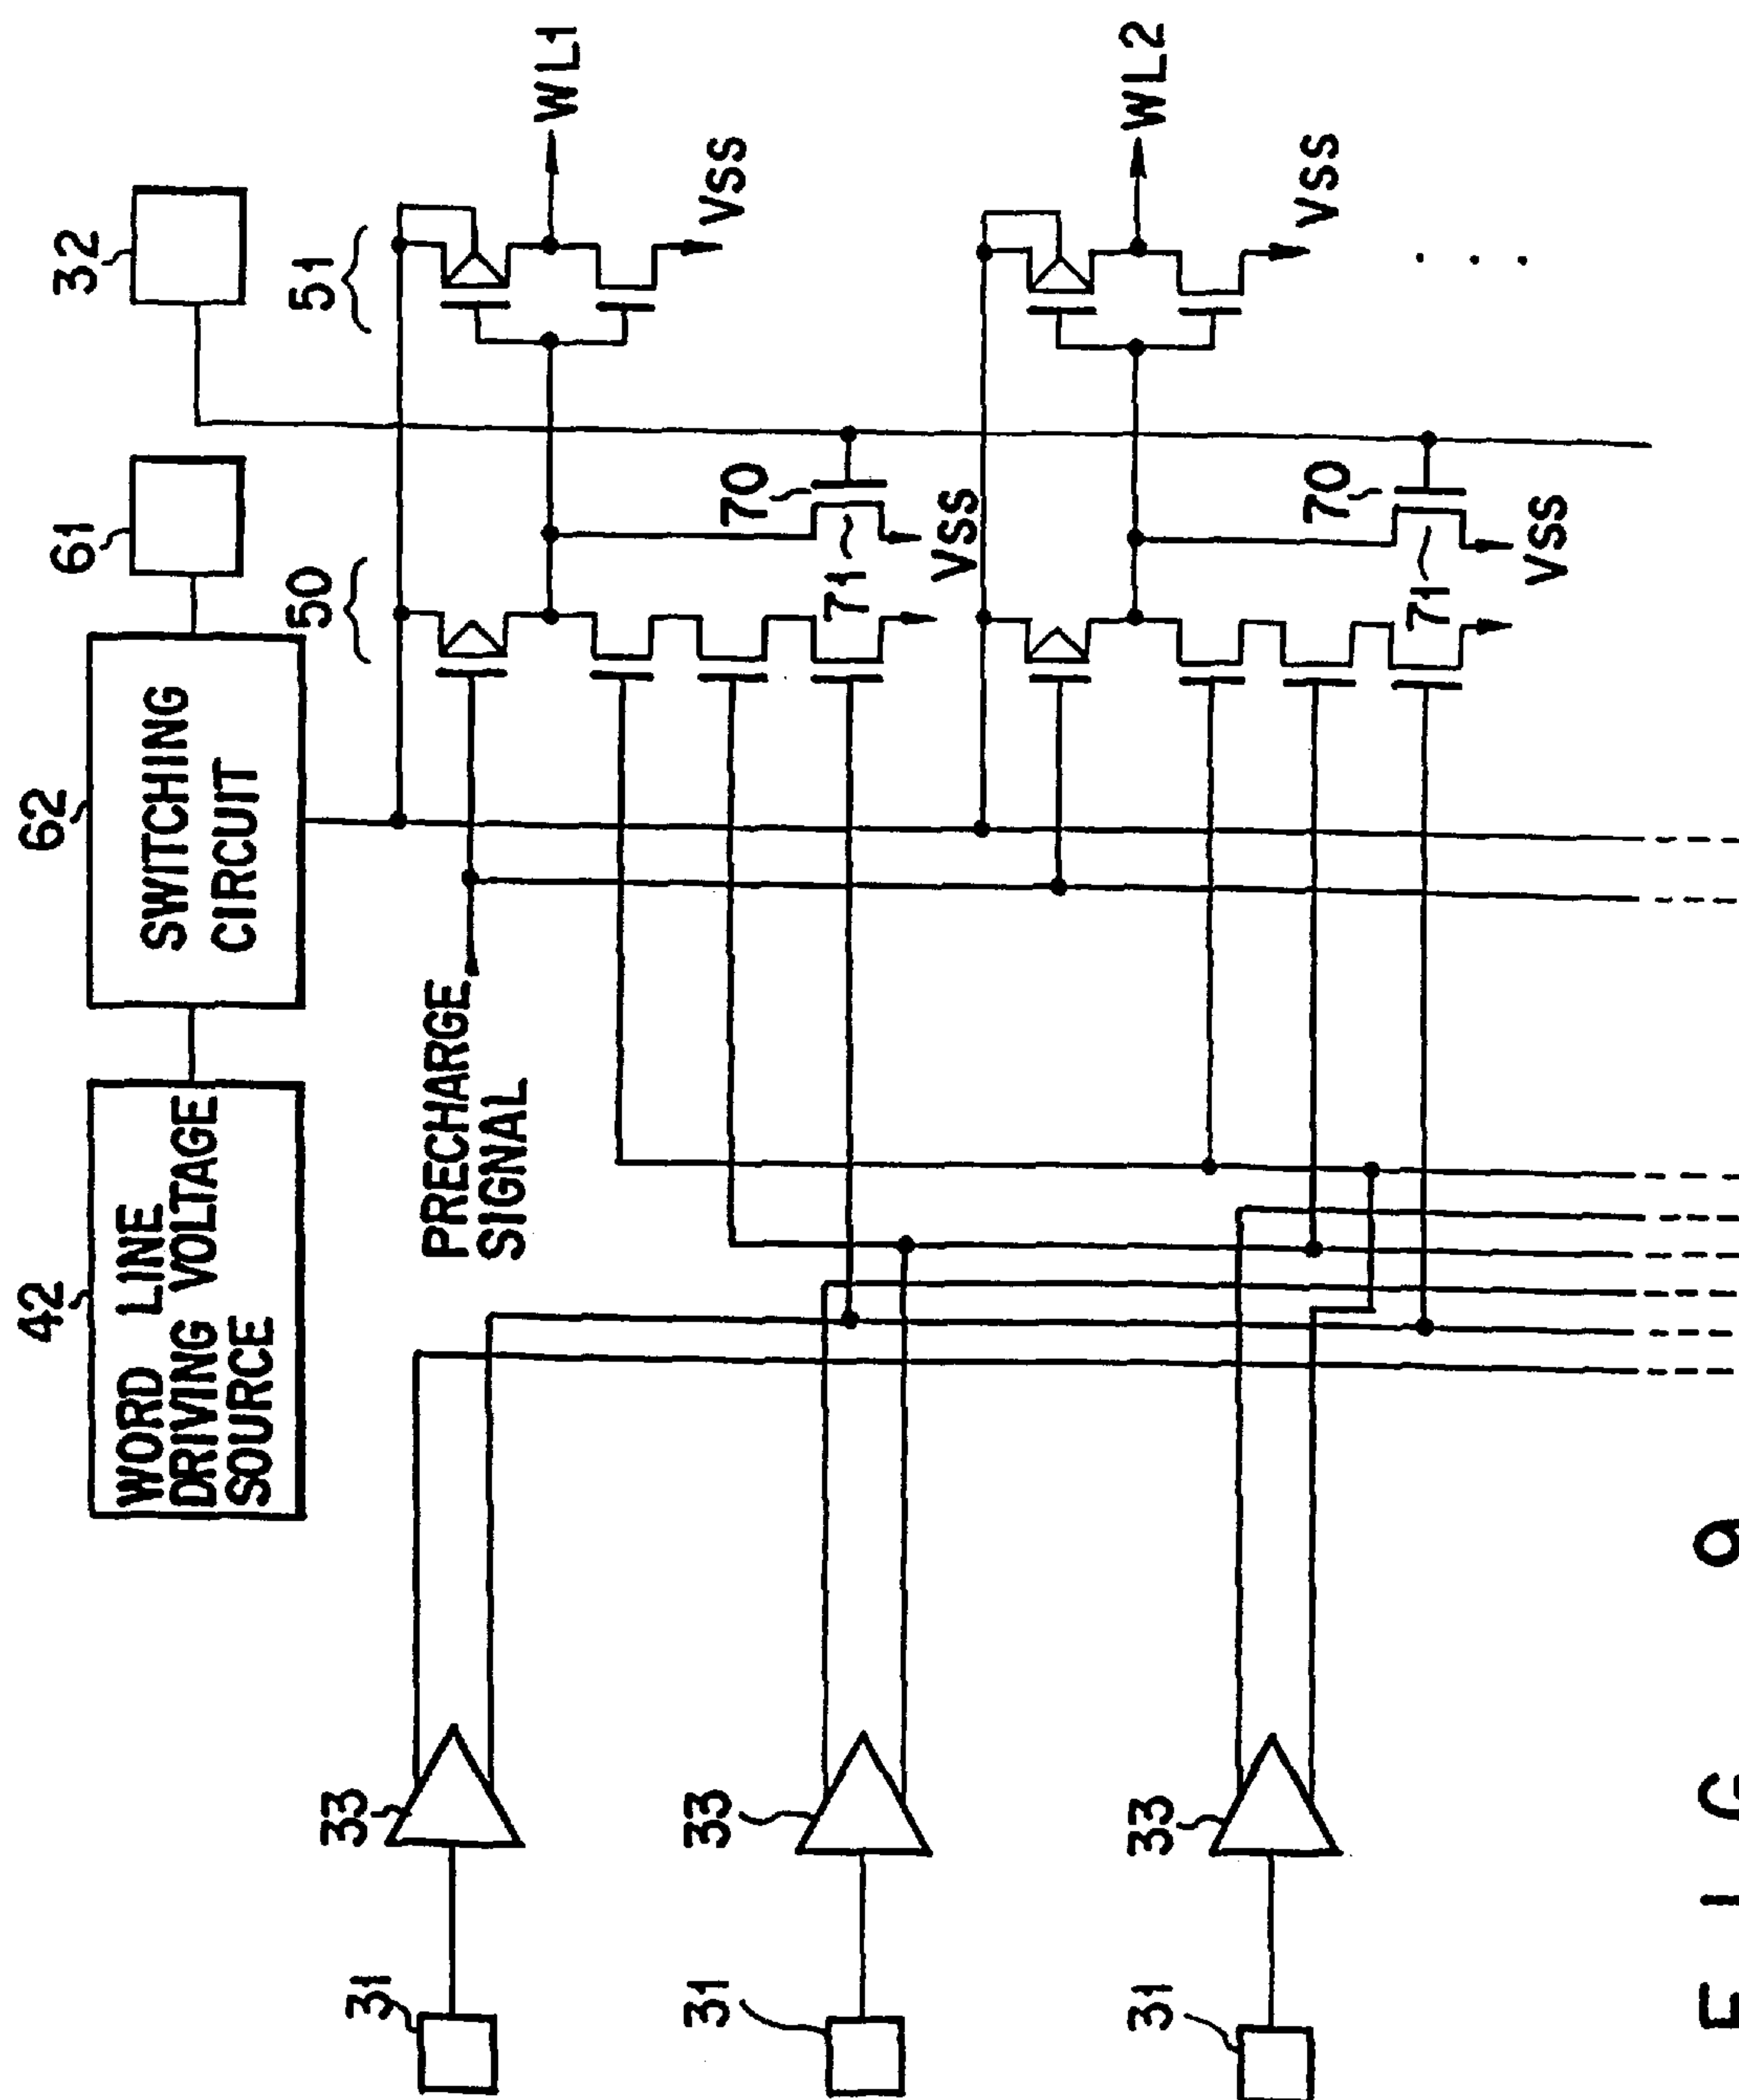 42
WORD LINE
DRIVING VOLTAGE
SOURCE
62
SWITCHING
CIRCUIT
61
32
PRECHARGE
SIGNAL
50
51
WL1
VSS
70
71
VSS
WL2
VSS
70
71
VSS
31
33
31
33
31
33
FIG. 9